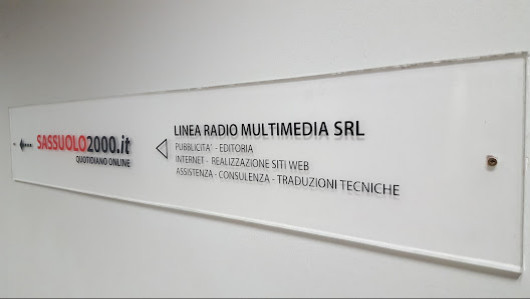 SASSUOLO2000.it
QUOTIDIANO ONLINE
LINEA RADIO MULTIMEDIA SRL
PUBBLICITA' - EDITORIA
INTERNET - REALIZZAZIONE SITI WEB
ASSISTENZA - CONSULENZA - TRADUZIONI TECNICHE